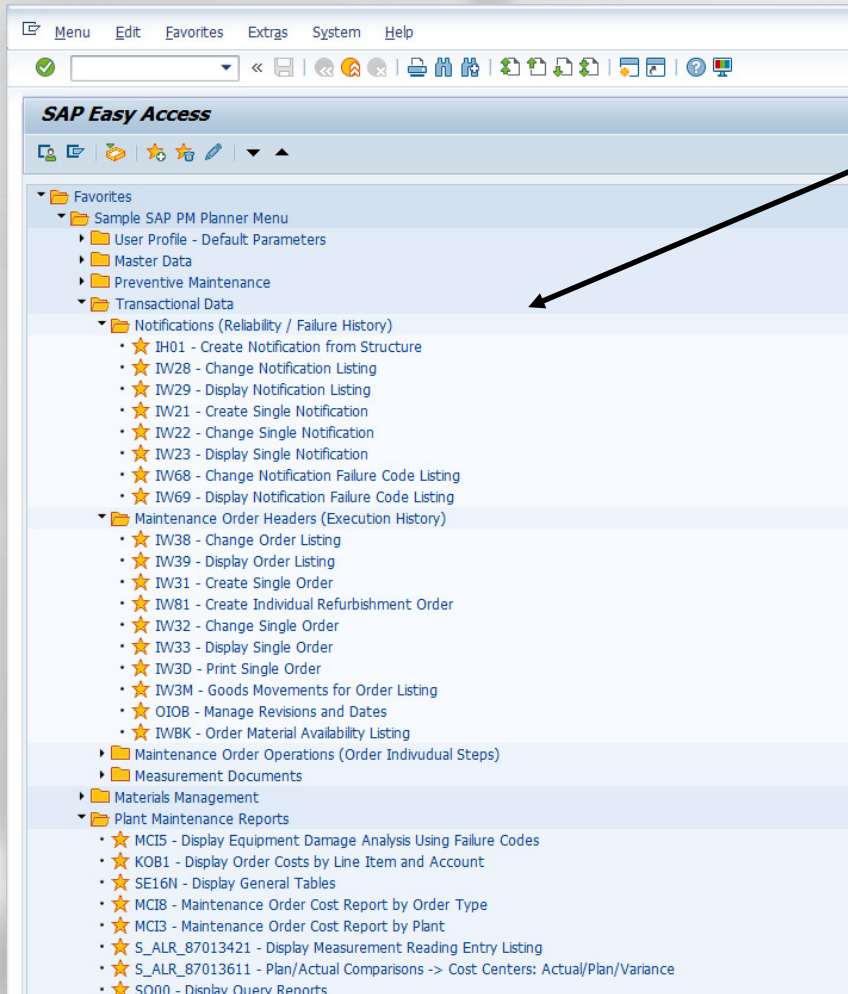 Menu Edit Favorites Extras System Help
SAP Easy Access
Favorites
Sample SAP PM Planner Menu
User Profile - Default Parameters
Master Data
Preventive Maintenance
Transactional Data
Notifications (Reliability / Failure History)
IH01 - Create Notification from Structure
IW28 - Change Notification Listing
IW29 - Display Notification Listing
IW21 - Create Single Notification
IW22 - Change Single Notification
IW23 - Display Single Notification
IW68 - Change Notification Failure Code Listing
IW69 - Display Notification Failure Code Listing
Maintenance Order Headers (Execution History)
IW38 - Change Order Listing
IW39 - Display Order Listing
IW31 - Create Single Order
IW81 - Create Individual Refurbishment Order
IW32 - Change Single Order
IW33 - Display Single Order
IW3D - Print Single Order
IW3M - Goods Movements for Order Listing
OIOB - Manage Revisions and Dates
IWBK - Order Material Availability Listing
Maintenance Order Operations (Order Indivudual Steps)
Measurement Documents
Materials Management
Plant Maintenance Reports
MCI5 - Display Equipment Damage Analysis Using Failure Codes
KOB1 - Display Order Costs by Line Item and Account
SE16N - Display General Tables
MCI8 - Maintenance Order Cost Report by Order Type
MCI3 - Maintenance Order Cost Report by Plant
S_ALR_87013421 - Display Measurement Reading Entry Listing
S_ALR_87013611 - Plan/Actual Comparisons -> Cost Centers: Actual/Plan/Variance
SQ00 - Display Query Reports